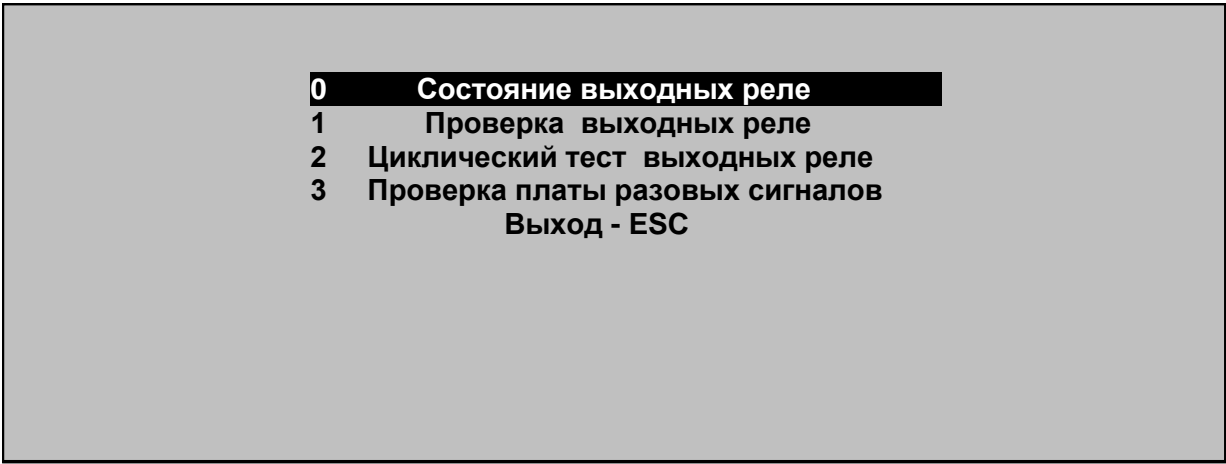 0 Состояние выходных реле
1 Проверка выходных реле
2 Циклический тест выходных реле
3 Проверка платы разовых сигналов
Выход - ESC